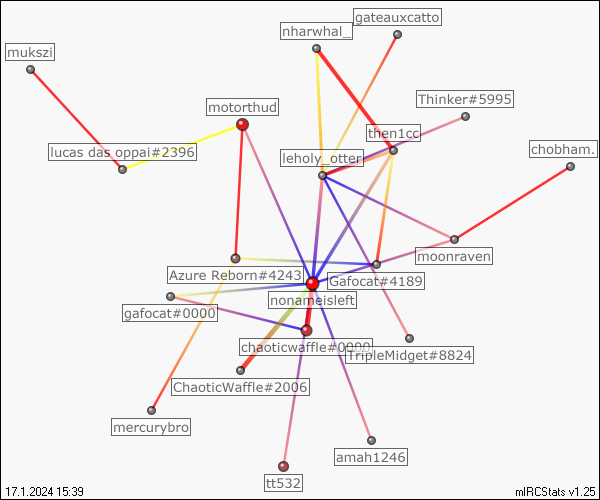 gateauxcatto
nharwhal_
mukszi
Thinker#5995
motorthud
then1cc
chobham.
lucas das oppai#2396
leholy_otter
moonraven
Azure Reborn#4243
Gafocat#4189
nonameisleft
gafocat#0000
chaoticwaffle#0000
TripleMidget#8824
ChaoticWaffle#2006
mercurybro
amah1246
tt532
17.1.2024 15:39
mIRCStats v1.25